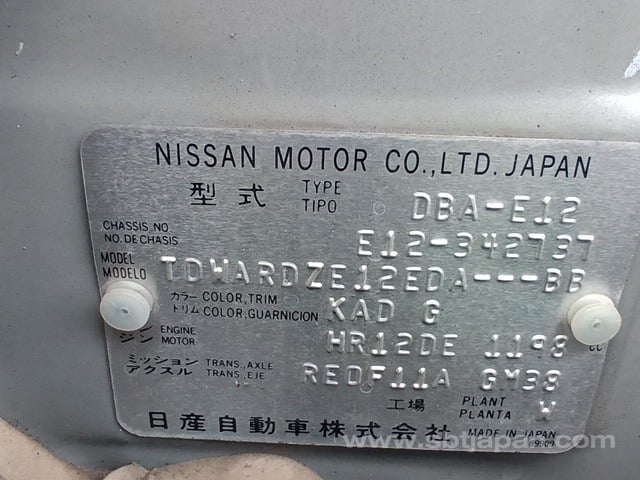 NISSAN MOTOR CO., LTD. JAPAN
型式 TYPE TIPO DBA-E12
CHASSIS NO. NO. DE CHASIS E12-342737
MODEL MODELO TDWARDZE12EDA---BB
カラー COLOR, TRIM トリム COLOR, GUARNICION KAD G
ENGINE ジン MOTOR HR12DE 1198 CC
ミッション TRANS., AXLE アクスル TRANS., EJE RE0F11A GM38
工場 PLANT PLANTA W
日産自動車株式会社 MADE IN JAPAN
www.sbtjapan.com